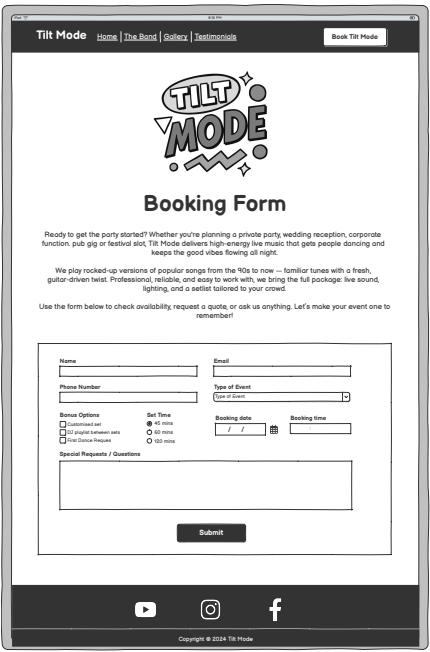 iPad
8:15 PM
Tilt Mode Home The Band Gallery Testimonials Book Tilt Mode
TILT
MODE
Booking Form
Ready to get the party started? Whether you're planning a private party, wedding reception, corporate
function. pub gig or festival slot, Tilt Mode delivers high-energy live music that gets people dancing and
keeps the good vibes flowing all night.
We play rocked-up versions of popular songs from the 90s to now — familiar tunes with a fresh,
guitar-driven twist. Professional, reliable, and easy to work with, we bring the full package: live sound,
lighting, and a setlist tailored to your crowd.
Use the form below to check availability, request a quote, or ask us anything. Let's make your event one to
remember!
Name Email
Phone Number Type of Event
Type of Event
Bonus Options Set Time Booking date Booking time
Customised set 45 mins
DJ playlist between sets 60 mins
First Dance Reques 120 mins
/ /
Special Requests / Questions
Submit
Copyright © 2024 Tilt Mode